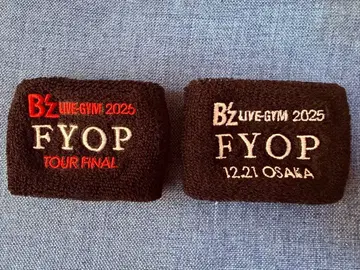 B'z LIVE-GYM 2025
FYOP
TOUR FINAL
B'z LIVE-GYM 2025
FYOP
12.21 OSAKA